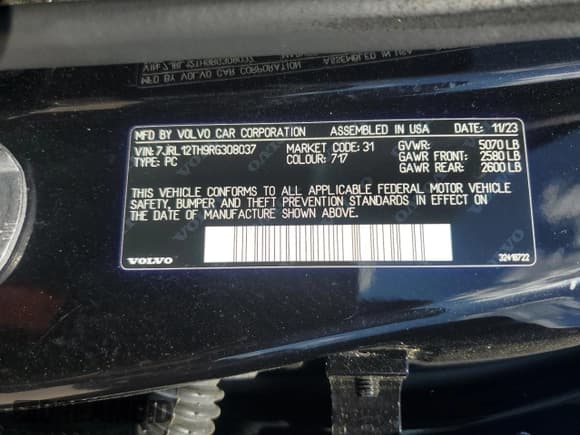 MFD BY VOLVO CAR CORPORATION ASSEMBLED IN USA DATE: 11/23
VIN: 7JRL12TH9RG308037 MARKET CODE: 31 GVWR: 5070 LB
TYPE: PC COLOUR: 717 GAWR FRONT: 2580 LB
GAWR REAR: 2600 LB
THIS VEHICLE CONFORMS TO ALL APPLICABLE FEDERAL MOTOR VEHICLE
SAFETY, BUMPER AND THEFT PREVENTION STANDARDS IN EFFECT ON
THE DATE OF MANUFACTURE SHOWN ABOVE.
VOLVO 32419722